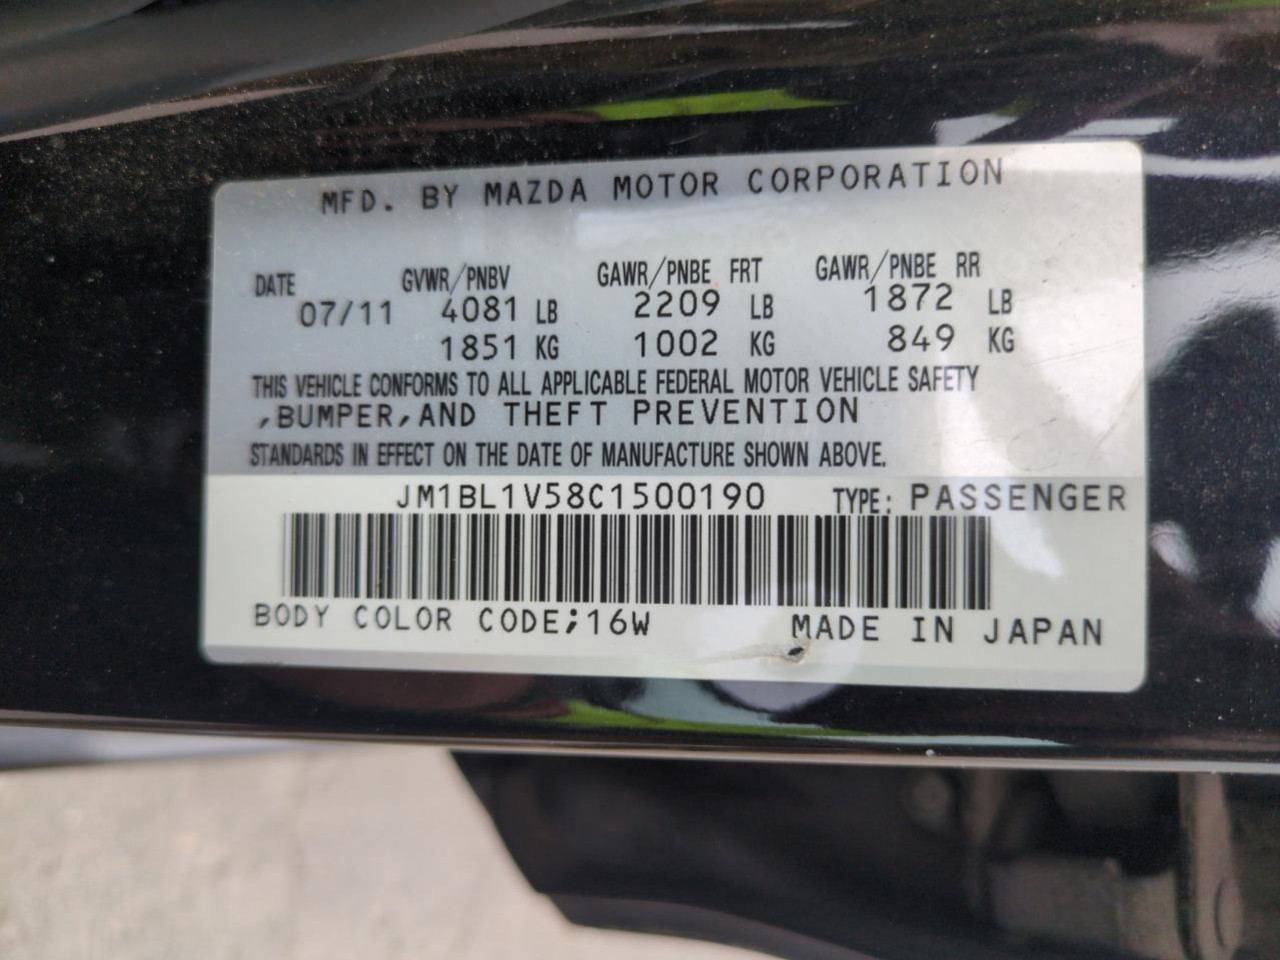 MFD. BY MAZDA MOTOR CORPORATION
DATE GVWR/PNBV GAWR/PNBE FRT GAWR/PNBE RR
07/11 4081 LB 2209 LB 1872 LB
1851 KG 1002 KG 849 KG
THIS VEHICLE CONFORMS TO ALL APPLICABLE FEDERAL MOTOR VEHICLE SAFETY
,BUMPER,AND THEFT PREVENTION
STANDARDS IN EFFECT ON THE DATE OF MANUFACTURE SHOWN ABOVE.
JM1BL1V58C1500190 TYPE: PASSENGER
BODY COLOR CODE;16W MADE IN JAPAN